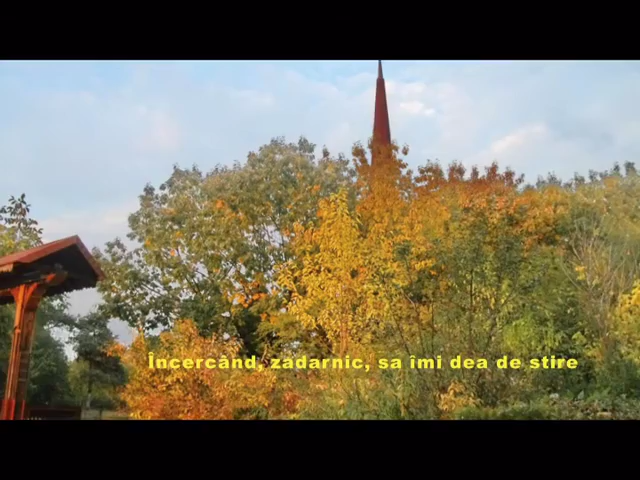 Încercând, zadarnic, sa îmi dea de stire